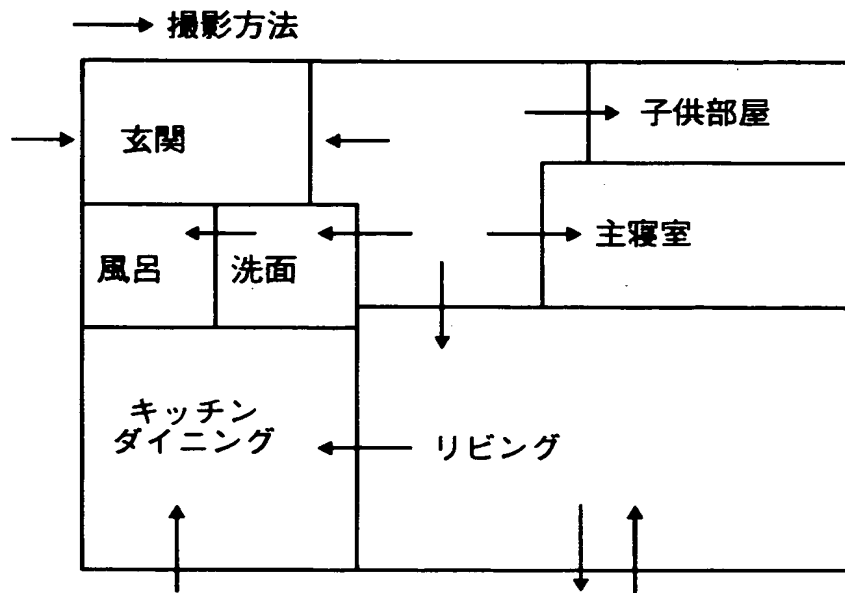 撮影方法
玄関
子供部屋
主寝室
風呂
洗面
キッチン
ダイニング
リビング